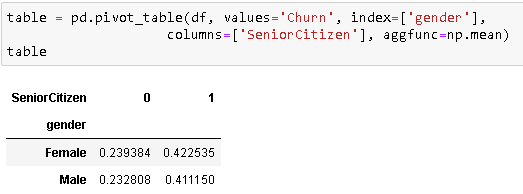 table = pd.pivot_table(df, values='Churn', index=['gender'],
columns=['SeniorCitizen'], aggfunc=np.mean)
table
SeniorCitizen 0 1
gender
Female 0.239384 0.422535
Male 0.232808 0.411150